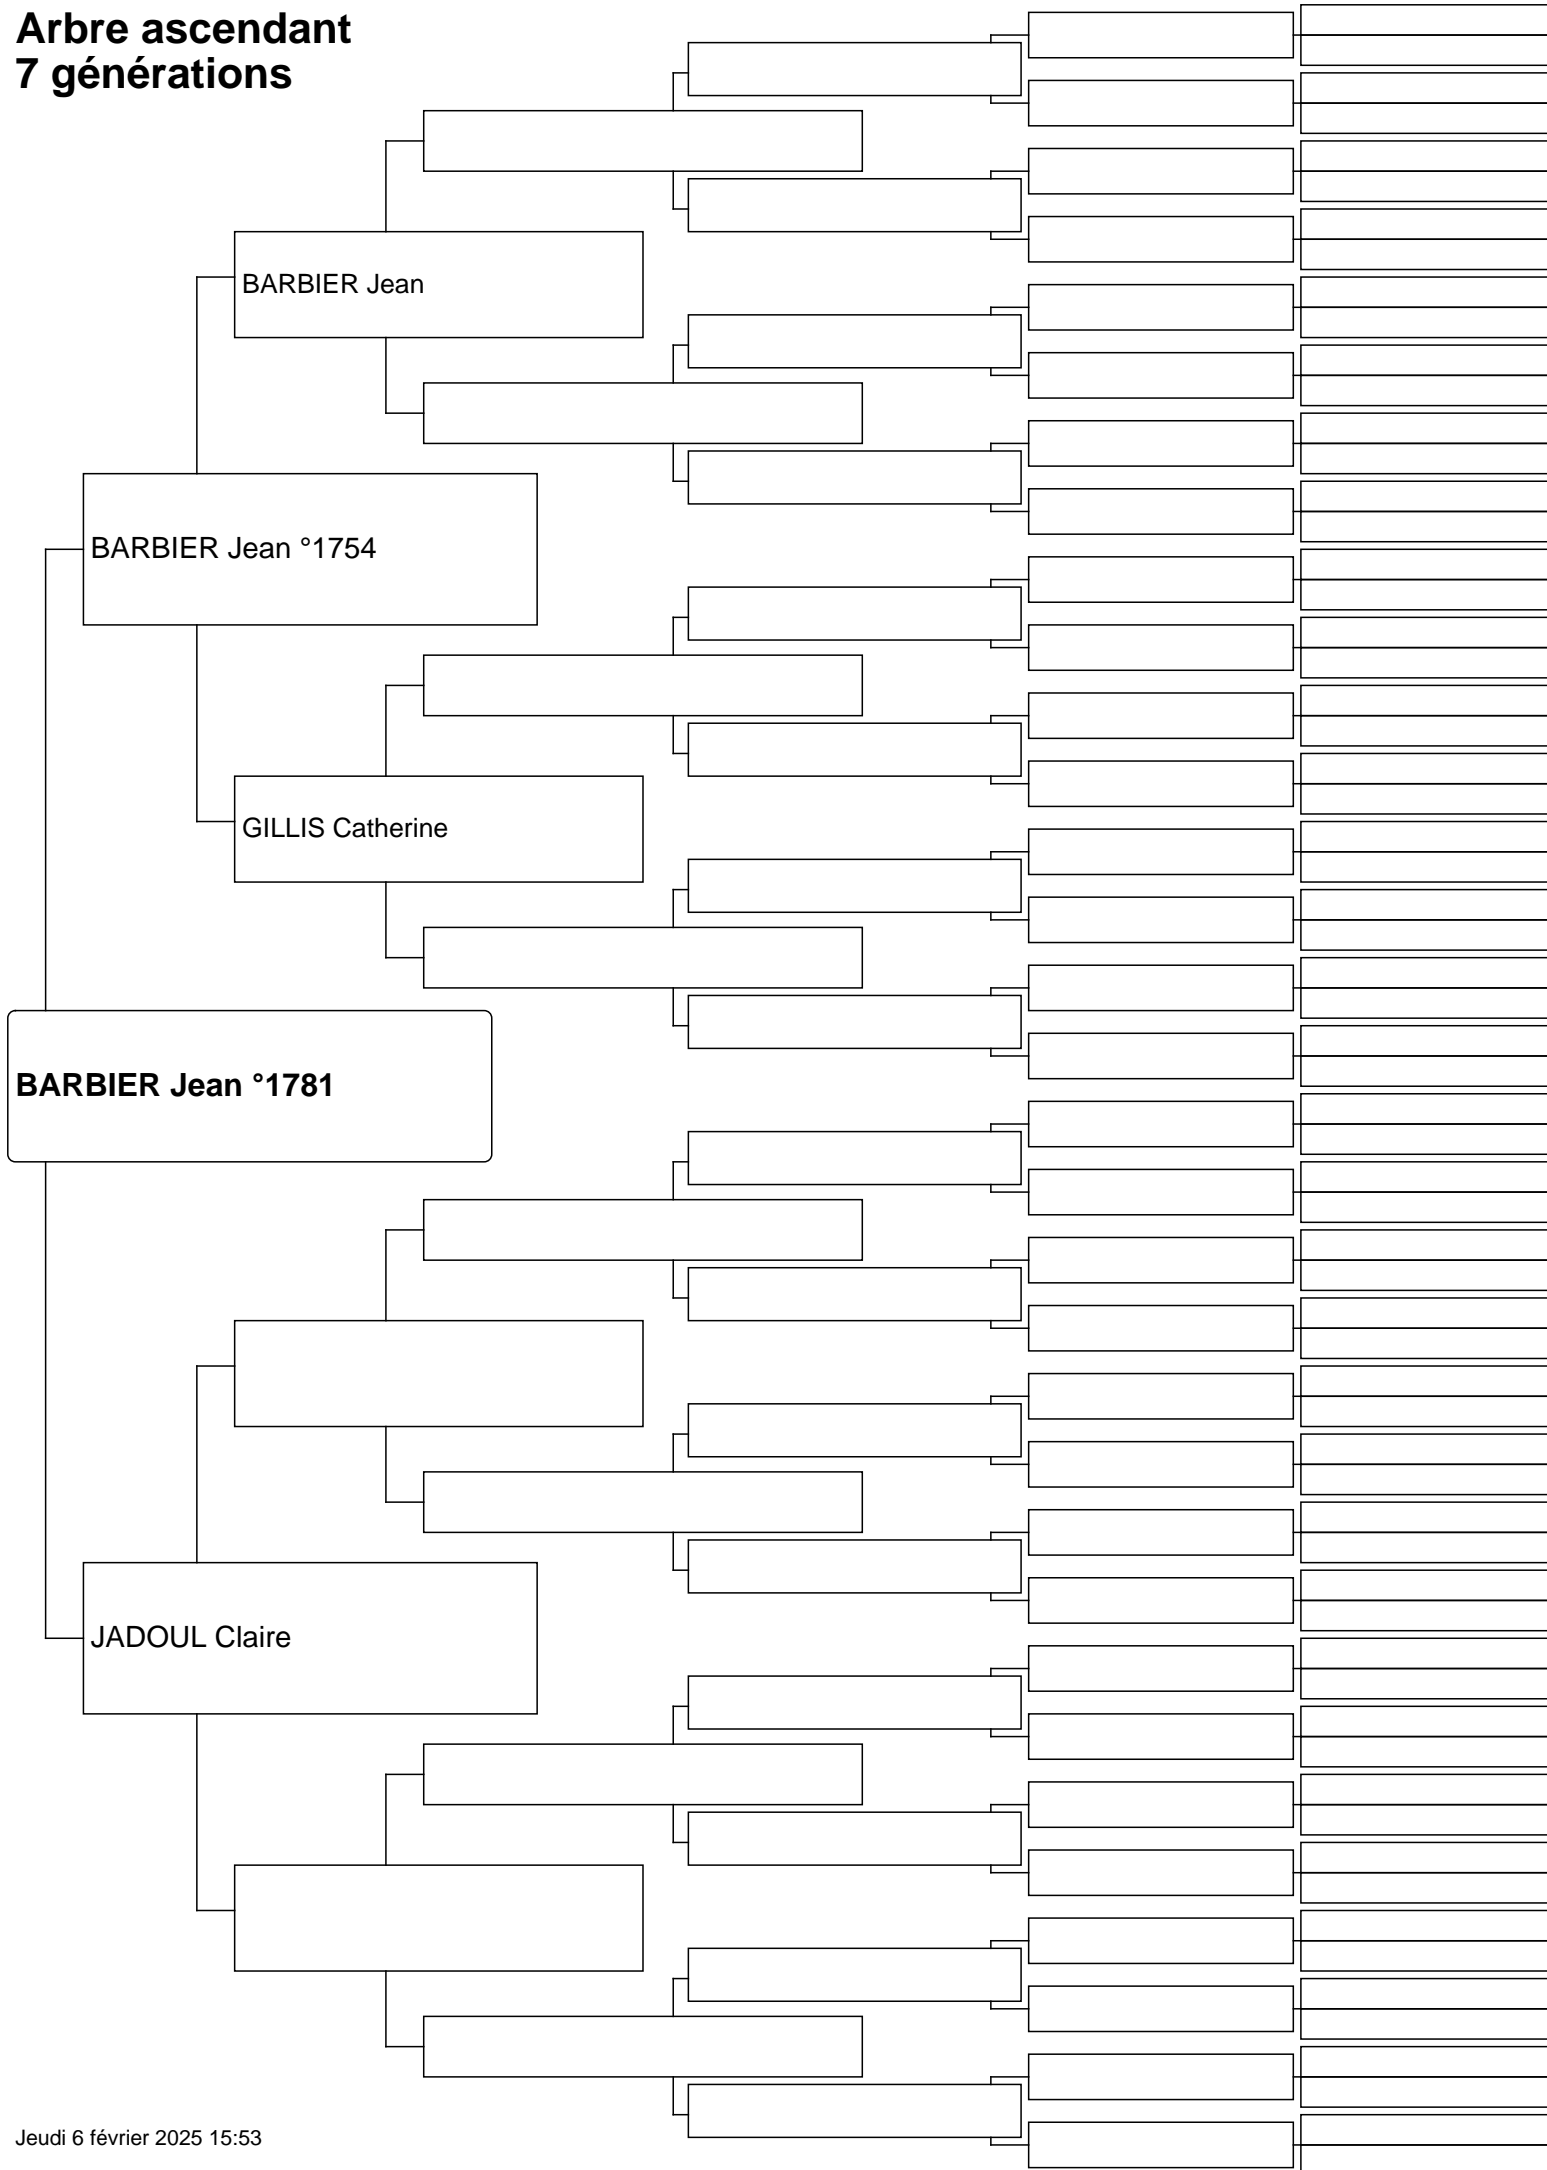 Arbre ascendant
7 générations
BARBIER Jean
BARBIER Jean °1754
GILLIS Catherine
BARBIER Jean °1781
JADOUL Claire
Jeudi 6 février 2025 15:53